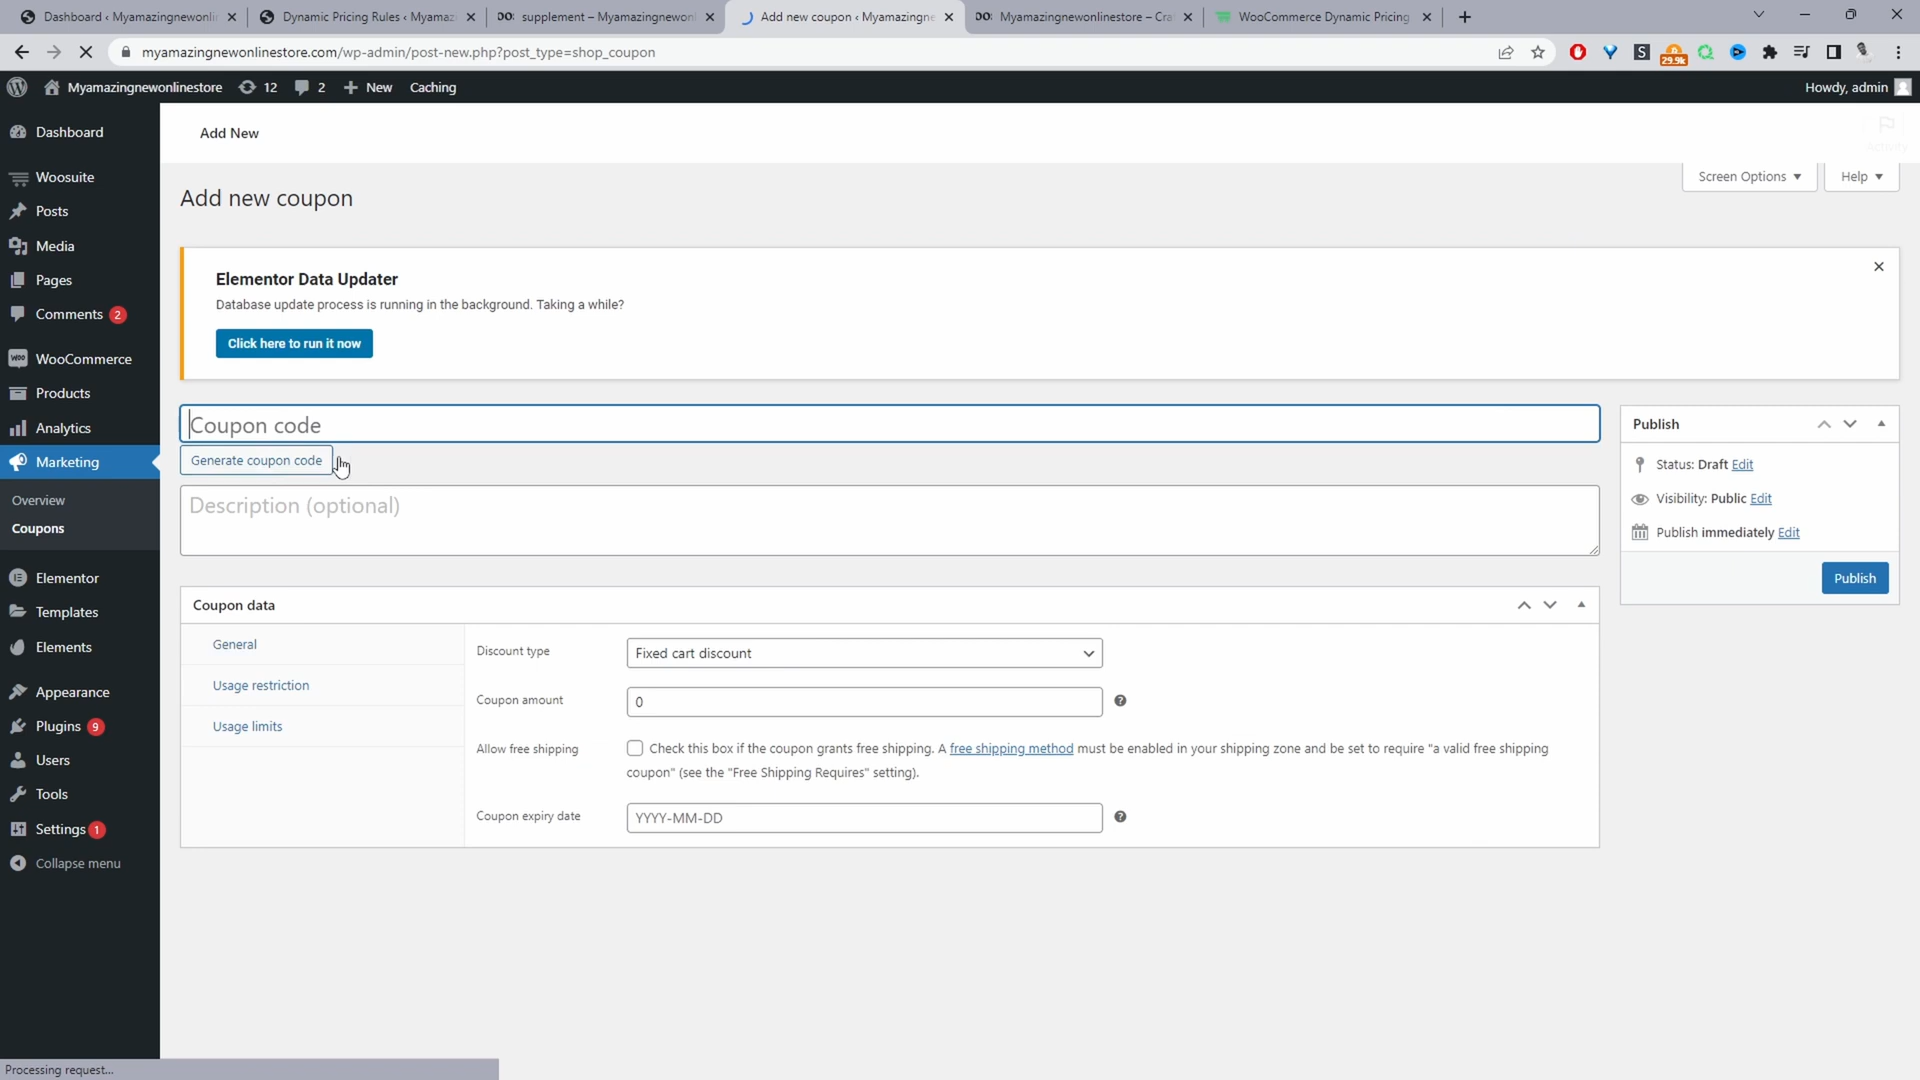 Dashboard ‹ Myamazingnewonlin
Dynamic Pricing Rules ‹ Myamaz
supplement – Myamazingnewon
Add new coupon ‹ Myamazingne
Myamazingnewonlinestore – Cra
WooCommerce Dynamic Pricing
myamazingnewonlinestore.com/wp-admin/post-new.php?post_type=shop_coupon
29.9k
Myamazingnewonlinestore 12 2 New Caching
Howdy, admin
Dashboard
Woosuite
Posts
Media
Pages
Comments 2
WooCommerce
Products
Analytics
Marketing
Overview
Coupons
Elementor
Templates
Elements
Appearance
Plugins 9
Users
Tools
Settings 1
Collapse menu
Processing request...
Add New
Activity
Screen Options
Help
Add new coupon
Elementor Data Updater
Database update process is running in the background. Taking a while?
Click here to run it now
Coupon code
Generate coupon code
Description (optional)
Coupon data
General
Usage restriction
Usage limits
Discount type Fixed cart discount
Coupon amount 0
Allow free shipping Check this box if the coupon grants free shipping. A free shipping method must be enabled in your shipping zone and be set to require "a valid free shipping
coupon" (see the "Free Shipping Requires" setting).
Coupon expiry date YYYY-MM-DD
Publish
Status: Draft Edit
Visibility: Public Edit
Publish immediately Edit
Publish